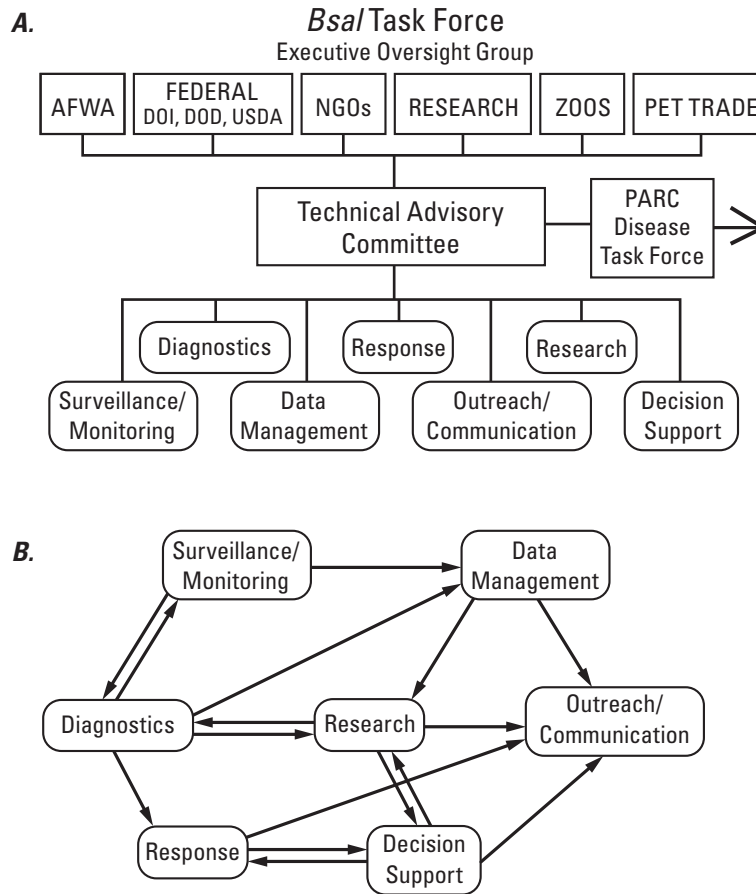 A.
Bsal Task Force
Executive Oversight Group
AFWA
FEDERAL
DOI, DOD, USDA
NGOs
RESEARCH
ZOOS
PET TRADE
Technical Advisory
Committee
PARC
Disease
Task Force
Diagnostics
Response
Research
Surveillance/
Monitoring
Data
Management
Outreach/
Communication
Decision
Support
B.
Surveillance/
Monitoring
Data
Management
Diagnostics
Research
Outreach/
Communication
Response
Decision
Support